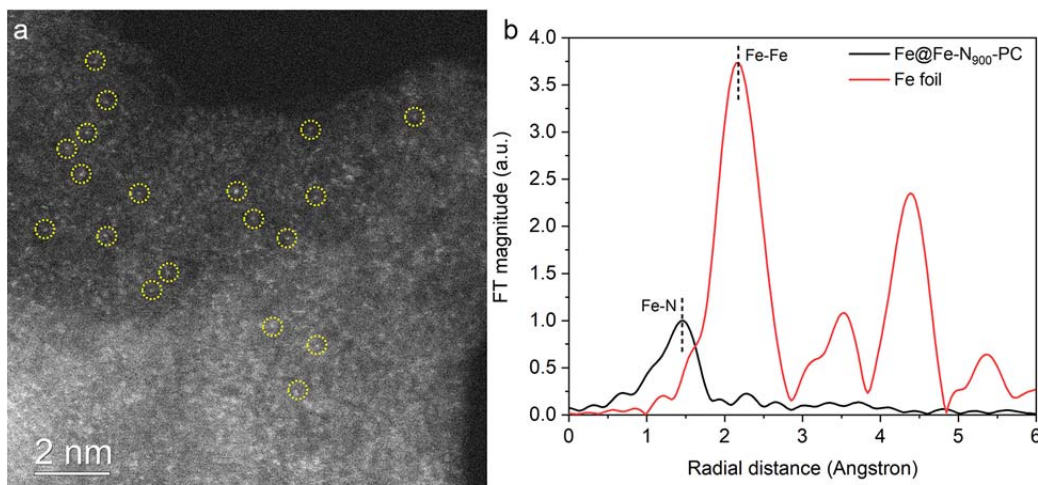 a
2 nm
b
Fe@Fe-N₉₀₀-PC
Fe foil
Fe-Fe
Fe-N
FT magnitude (a.u.)
4.0
3.5
3.0
2.5
2.0
1.5
1.0
0.5
0.0
0 1 2 3 4 5 6
Radial distance (Angstron)